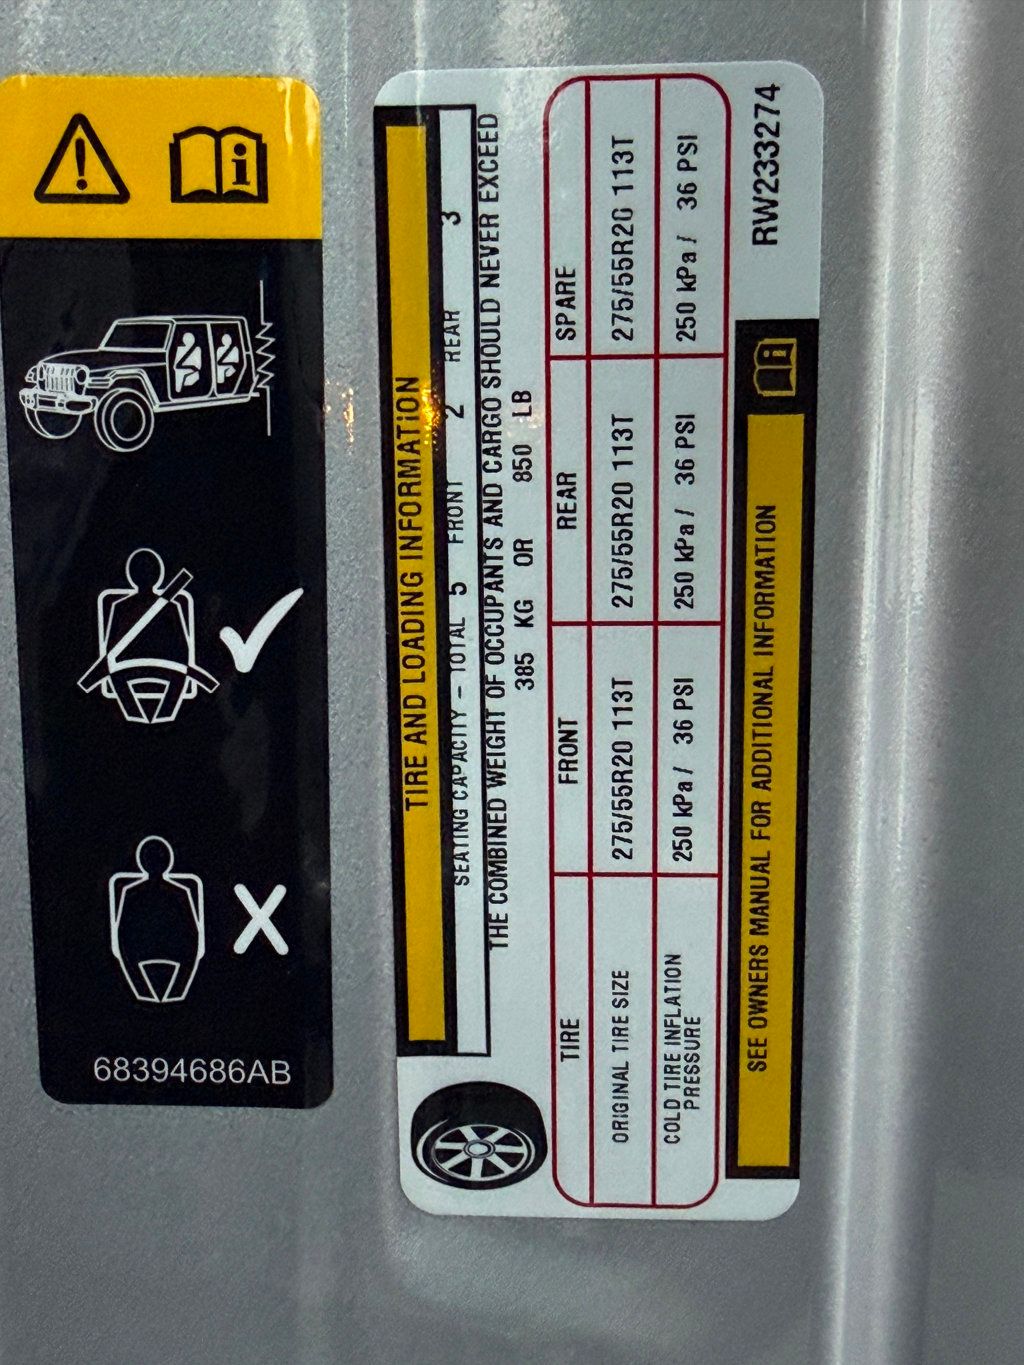 68394686AB
TIRE AND LOADING INFORMATION
SEATING CAPACITY – TOTAL 5 FRONT 2 REAR 3
THE COMBINED WEIGHT OF OCCUPANTS AND CARGO SHOULD NEVER EXCEED
385 KG OR 850 LB
TIRE FRONT REAR SPARE
ORIGINAL TIRE SIZE 275/55R20 113T 275/55R20 113T 275/55R20 113T
COLD TIRE INFLATION
PRESSURE 250 kPa / 36 PSI 250 kPa / 36 PSI 250 kPa / 36 PSI
SEE OWNERS MANUAL FOR ADDITIONAL INFORMATION
RW233274